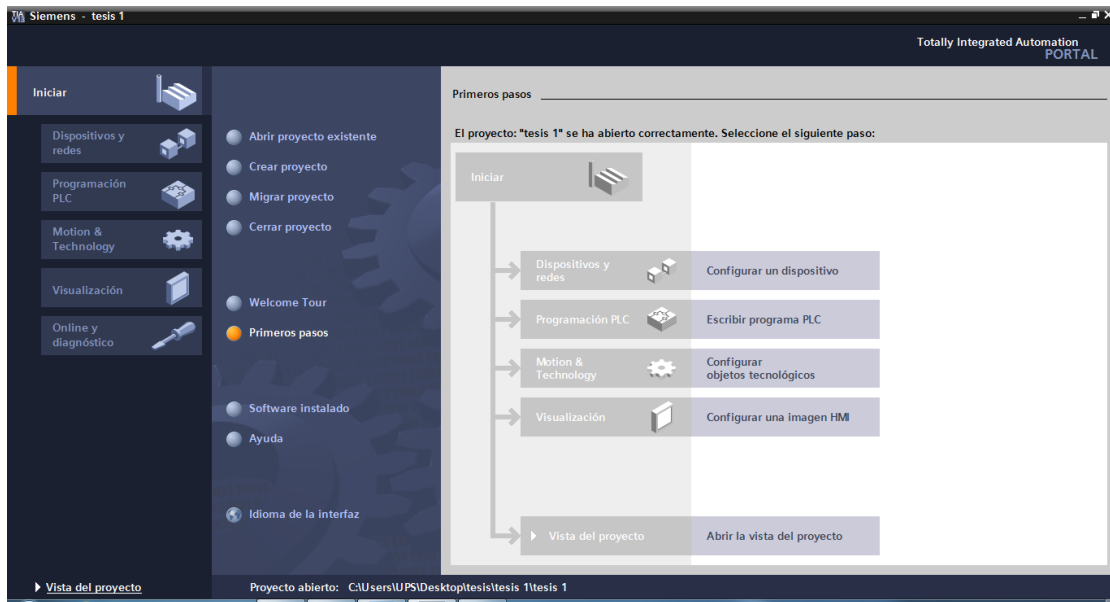 Siemens - tesis 1
Totally Integrated Automation
PORTAL
Iniciar
Dispositivos y
redes
Programación
PLC
Motion &
Technology
Visualización
Online y
diagnóstico
Abrir proyecto existente
Crear proyecto
Migrar proyecto
Cerrar proyecto
Welcome Tour
Primeros pasos
Software instalado
Ayuda
Idioma de la interfaz
Primeros pasos
El proyecto: "tesis 1" se ha abierto correctamente. Seleccione el siguiente paso:
Iniciar
Dispositivos y
redes
Configurar un dispositivo
Programación PLC
Escribir programa PLC
Motion &
Technology
Configurar
objetos tecnológicos
Visualización
Configurar una imagen HMI
Vista del proyecto
Abrir la vista del proyecto
Vista del proyecto
Proyecto abierto: C:\Users\UPS\Desktop\tesis\tesis 1\tesis 1